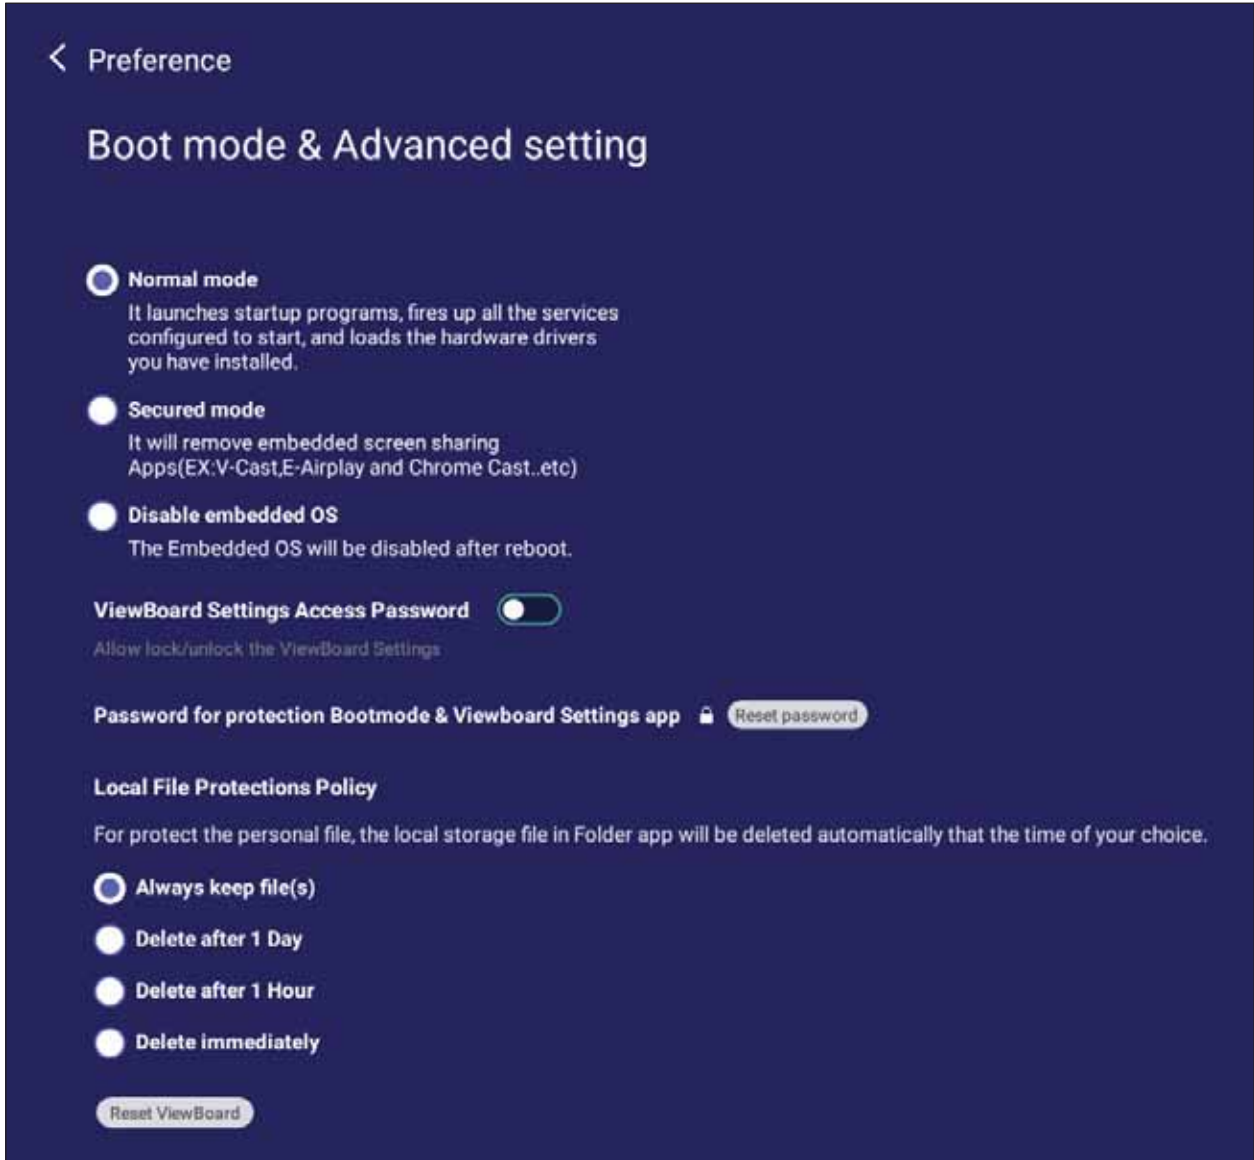 Preference
Boot mode & Advanced setting
Normal mode
It launches startup programs, fires up all the services
configured to start, and loads the hardware drivers
you have installed.
Secured mode
It will remove embedded screen sharing
Apps(EX:V-Cast,E-Airplay and Chrome Cast..etc)
Disable embedded OS
The Embedded OS will be disabled after reboot.
ViewBoard Settings Access Password
Allow lock/unlock the ViewBoard Settings
Password for protection Bootmode & Viewboard Settings app Reset password
Local File Protections Policy
For protect the personal file, the local storage file in Folder app will be deleted automatically that the time of your choice.
Always keep file(s)
Delete after 1 Day
Delete after 1 Hour
Delete immediately
Reset ViewBoard